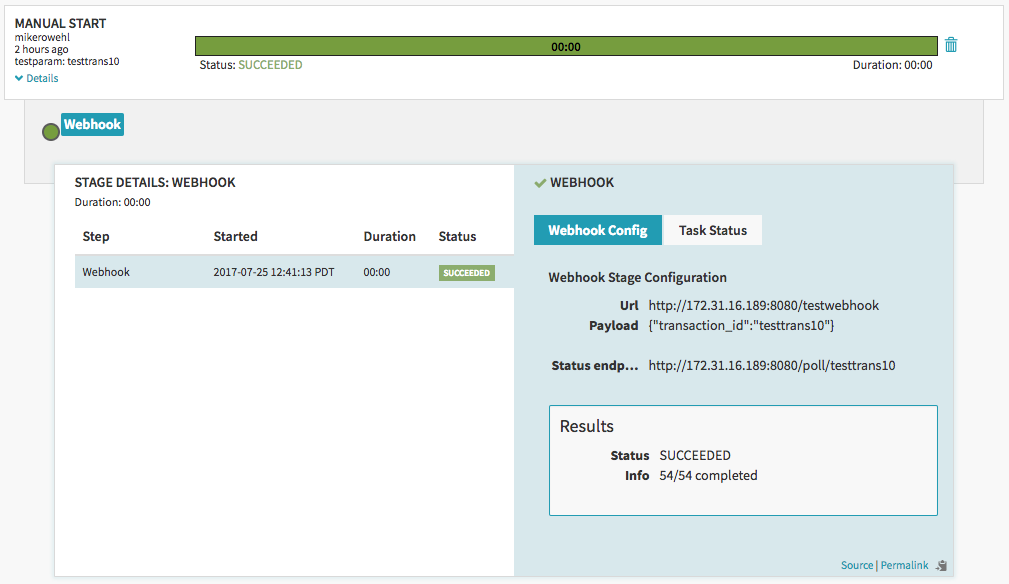 MANUAL START
mikerowehl
2 hours ago
testparam: testtrans10
Details
00:00
Status: SUCCEEDED
Duration: 00:00
Webhook
STAGE DETAILS: WEBHOOK
Duration: 00:00
Step Started Duration Status
Webhook 2017-07-25 12:41:13 PDT 00:00 SUCCEEDED
WEBHOOK
Webhook Config Task Status
Webhook Stage Configuration
Url http://172.31.16.189:8080/testwebhook
Payload {"transaction_id":"testtrans10"}
Status endp... http://172.31.16.189:8080/poll/testtrans10
Results
Status SUCCEEDED
Info 54/54 completed
Source | Permalink